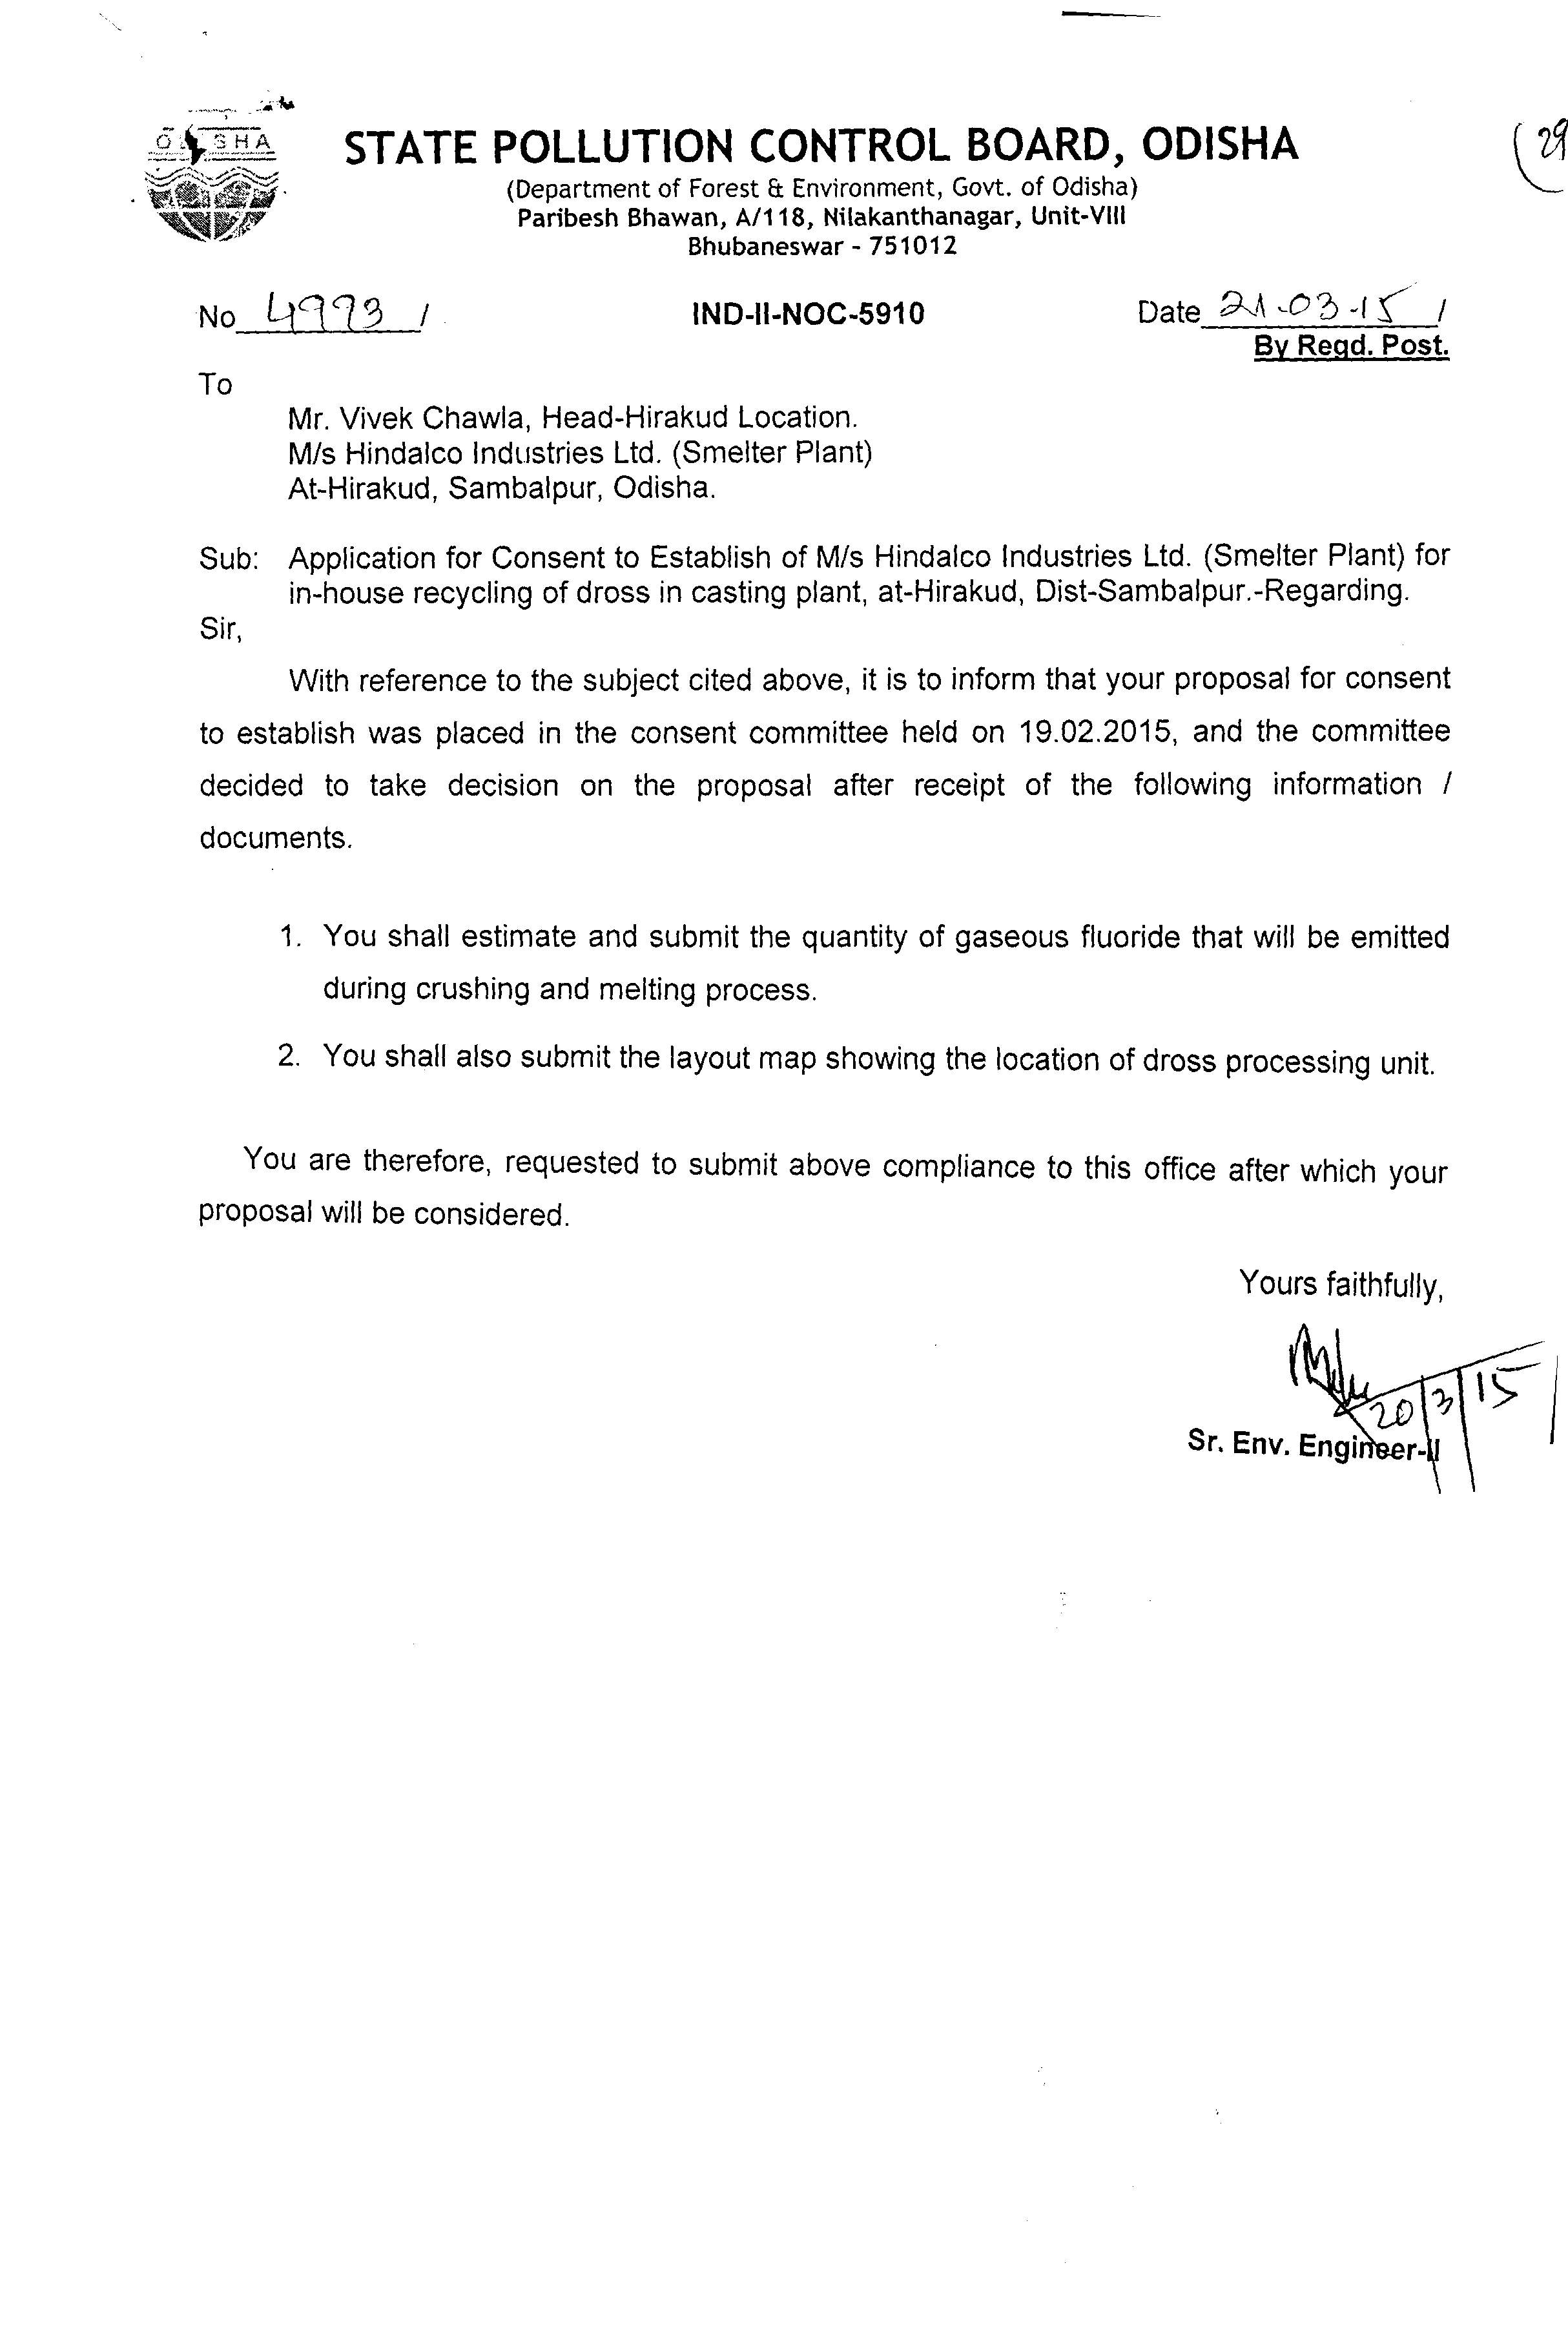 ODISHA
STATE POLLUTION CONTROL BOARD, ODISHA
(29
(Department of Forest & Environment, Govt. of Odisha)
Paribesh Bhawan, A/118, Nilakanthanagar, Unit-VIII
Bhubaneswar - 751012
No 4993 / IND-II-NOC-5910 Date 21-03-15 /
By Regd. Post.
To
Mr. Vivek Chawla, Head-Hirakud Location.
M/s Hindalco Industries Ltd. (Smelter Plant)
At-Hirakud, Sambalpur, Odisha.
Sub: Application for Consent to Establish of M/s Hindalco Industries Ltd. (Smelter Plant) for
in-house recycling of dross in casting plant, at-Hirakud, Dist-Sambalpur.-Regarding.
Sir,
With reference to the subject cited above, it is to inform that your proposal for consent
to establish was placed in the consent committee held on 19.02.2015, and the committee
decided to take decision on the proposal after receipt of the following information /
documents.
1. You shall estimate and submit the quantity of gaseous fluoride that will be emitted
during crushing and melting process.
2. You shall also submit the layout map showing the location of dross processing unit.
You are therefore, requested to submit above compliance to this office after which your
proposal will be considered.
Yours faithfully,
20/3/15
Sr. Env. Engineer-II